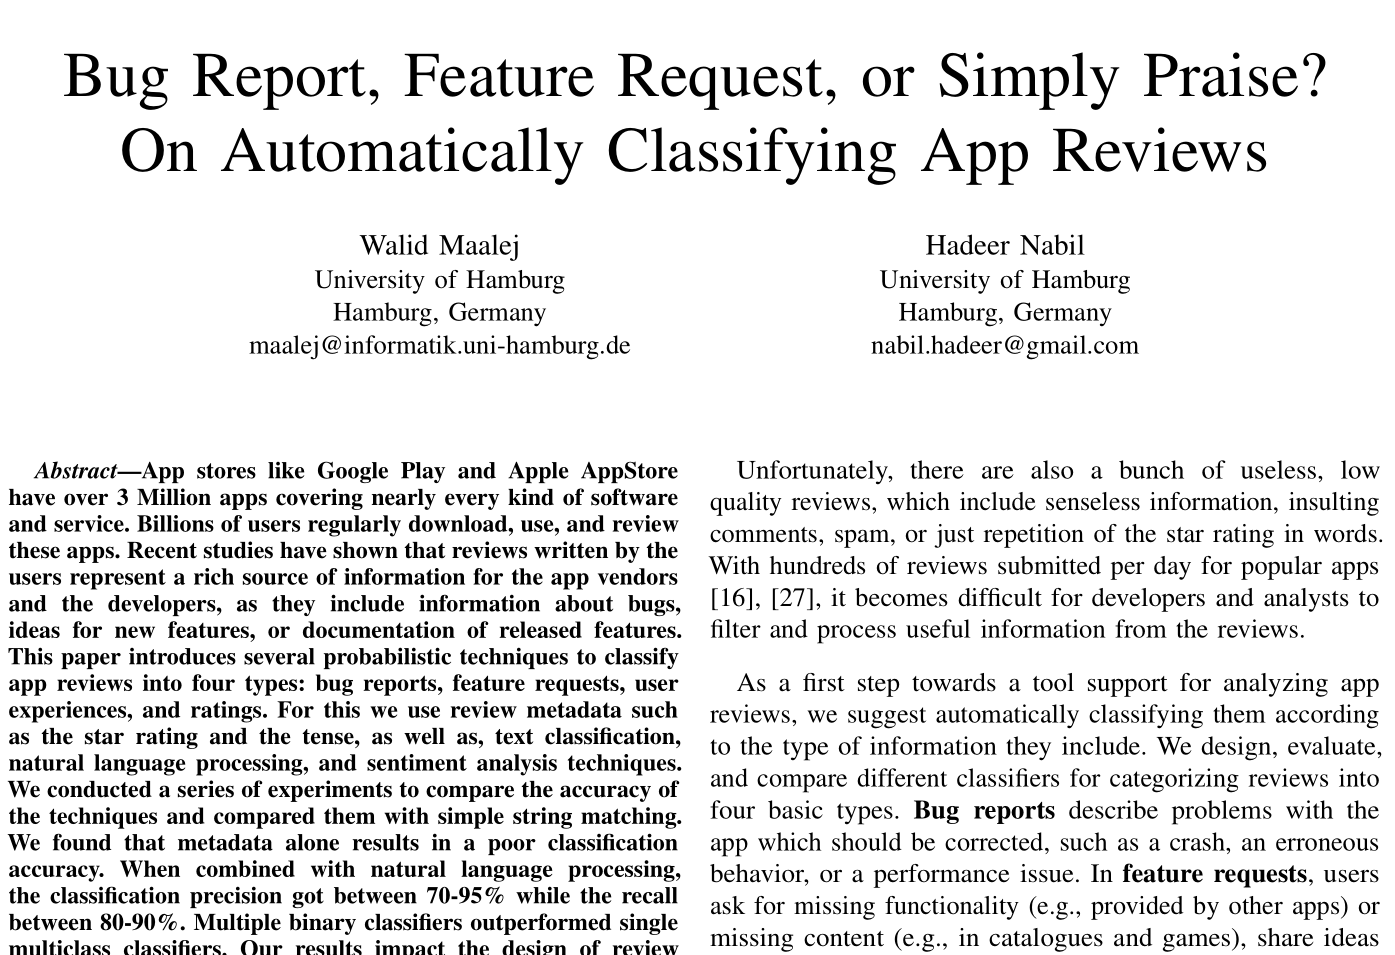 Bug Report, Feature Request, or Simply Praise?
On Automatically Classifying App Reviews
Walid Maalej
University of Hamburg
Hamburg, Germany
maalej@informatik.uni-hamburg.de
Hadeer Nabil
University of Hamburg
Hamburg, Germany
nabil.hadeer@gmail.com
Abstract—App stores like Google Play and Apple AppStore
have over 3 Million apps covering nearly every kind of software
and service. Billions of users regularly download, use, and review
these apps. Recent studies have shown that reviews written by the
users represent a rich source of information for the app vendors
and the developers, as they include information about bugs,
ideas for new features, or documentation of released features.
This paper introduces several probabilistic techniques to classify
app reviews into four types: bug reports, feature requests, user
experiences, and ratings. For this we use review metadata such
as the star rating and the tense, as well as, text classification,
natural language processing, and sentiment analysis techniques.
We conducted a series of experiments to compare the accuracy of
the techniques and compared them with simple string matching.
We found that metadata alone results in a poor classification
accuracy. When combined with natural language processing,
the classification precision got between 70-95% while the recall
between 80-90%. Multiple binary classifiers outperformed single
multiclass classifiers. Our results impact the design of review
Unfortunately, there are also a bunch of useless, low
quality reviews, which include senseless information, insulting
comments, spam, or just repetition of the star rating in words.
With hundreds of reviews submitted per day for popular apps
[16], [27], it becomes difficult for developers and analysts to
filter and process useful information from the reviews.
As a first step towards a tool support for analyzing app
reviews, we suggest automatically classifying them according
to the type of information they include. We design, evaluate,
and compare different classifiers for categorizing reviews into
four basic types. Bug reports describe problems with the
app which should be corrected, such as a crash, an erroneous
behavior, or a performance issue. In feature requests, users
ask for missing functionality (e.g., provided by other apps) or
missing content (e.g., in catalogues and games), share ideas